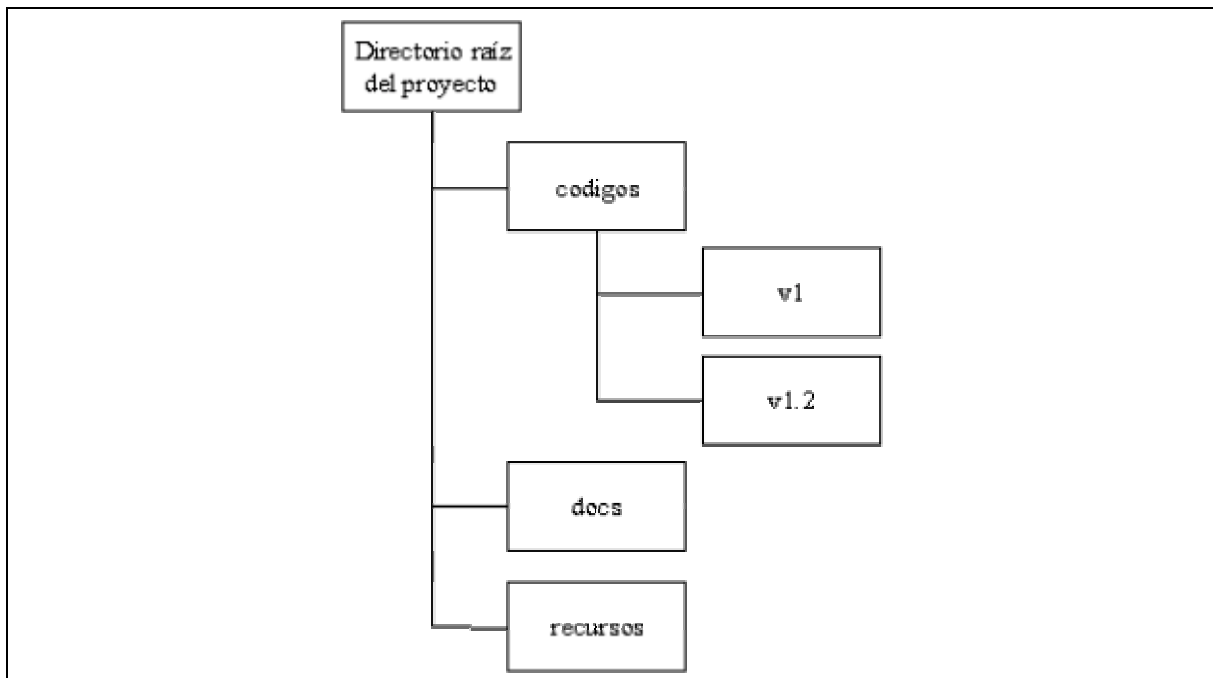 Directorio raíz
del proyecto
codigos
v1
v1.2
docs
recursos